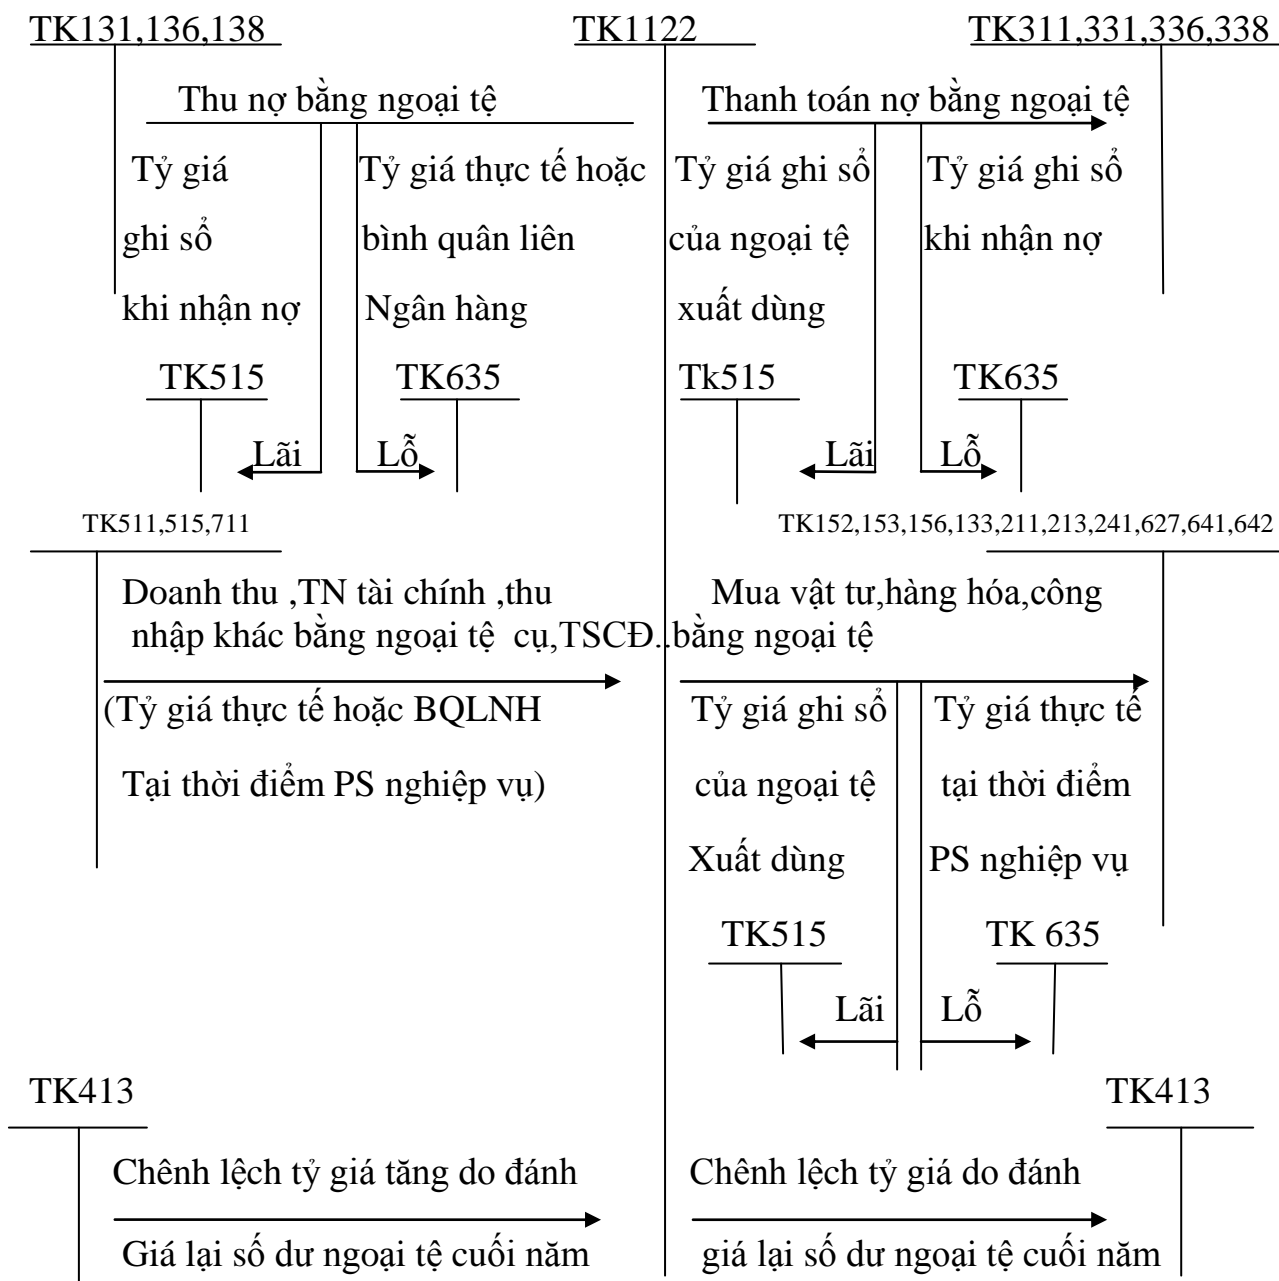 TK131,136,138
TK1122
TK311,331,336,338
Thu nợ bằng ngoại tệ
Thanh toán nợ bằng ngoại tệ
Tỷ giá
ghi sổ
khi nhận nợ
Tỷ giá thực tế hoặc
bình quân liên
Ngân hàng
Tỷ giá ghi sổ
của ngoại tệ
xuất dùng
Tỷ giá ghi sổ
khi nhận nợ
TK515
TK635
Tk515
TK635
Lãi
Lỗ
Lãi
Lỗ
TK511,515,711
TK152,153,156,133,211,213,241,627,641,642
Doanh thu ,TN tài chính ,thu
nhập khác bằng ngoại tệ
Mua vật tư,hàng hóa,công
cụ,TSCĐ..bằng ngoại tệ
(Tỷ giá thực tế hoặc BQLNH
Tại thời điểm PS nghiệp vụ)
Tỷ giá ghi sổ
của ngoại tệ
Xuất dùng
Tỷ giá thực tế
tại thời điểm
PS nghiệp vụ
TK515
TK 635
Lãi
Lỗ
TK413
TK413
Chênh lệch tỷ giá tăng do đánh
Giá lại số dư ngoại tệ cuối năm
Chênh lệch tỷ giá do đánh
giá lại số dư ngoại tệ cuối năm